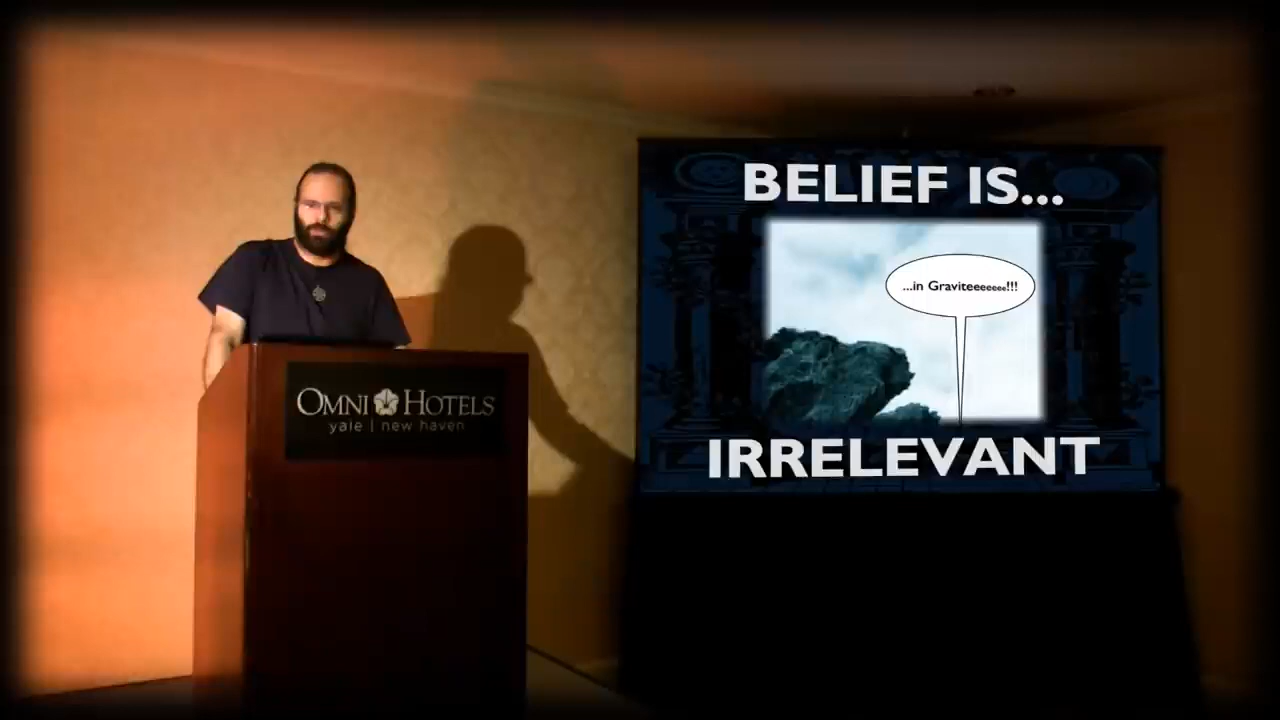 BELIEF IS...
...in Graviteeeeeee!!!
IRRELEVANT
OMNI HOTELS
yale | new haven